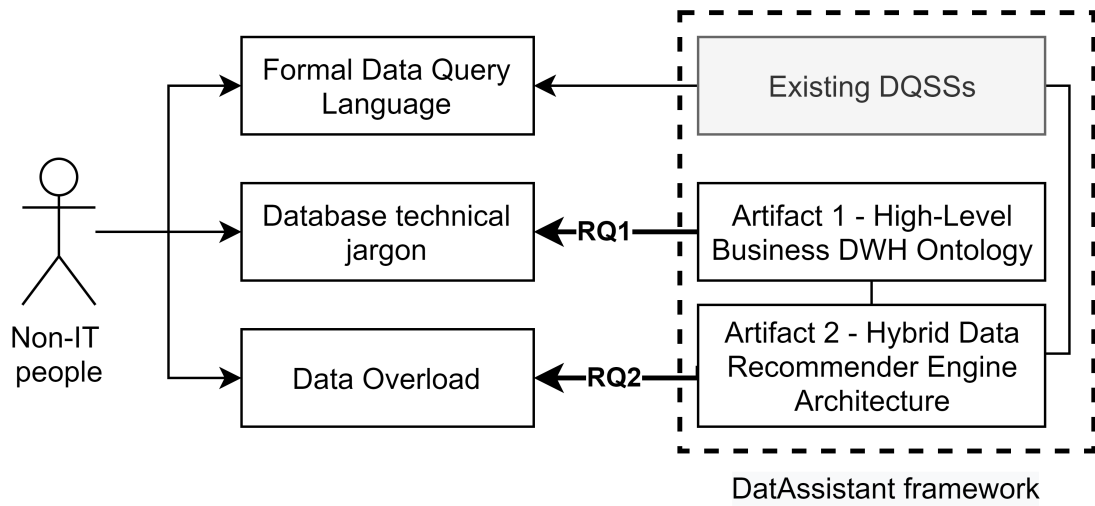 Formal Data Query
Language
Existing DQSSs
Database technical
jargon
RQ1
Artifact 1 - High-Level
Business DWH Ontology
Non-IT
people
Data Overload
RQ2
Artifact 2 - Hybrid Data
Recommender Engine
Architecture
DatAssistant framework